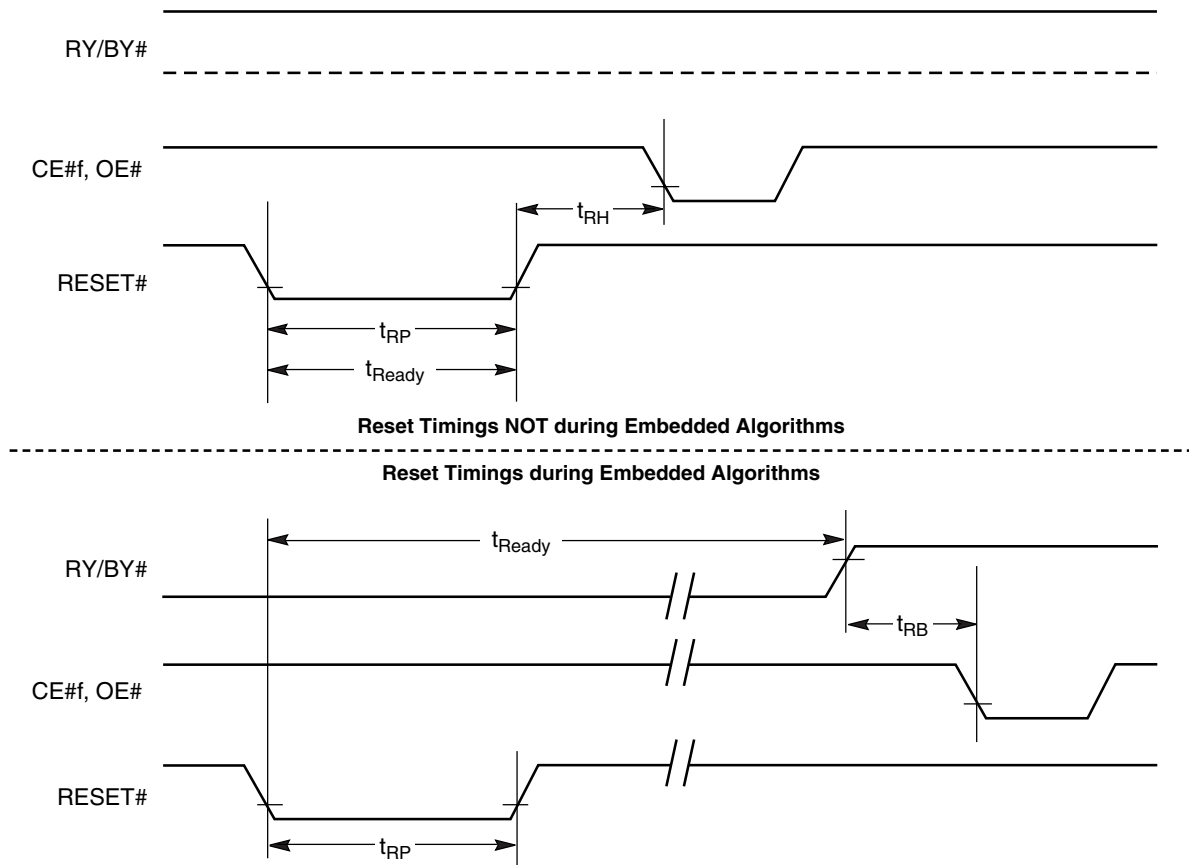 RY/BY#
CE#f, OE#
tRH
RESET#
tRP
tReady
Reset Timings NOT during Embedded Algorithms
Reset Timings during Embedded Algorithms
tReady
RY/BY#
tRB
CE#f, OE#
RESET#
tRP